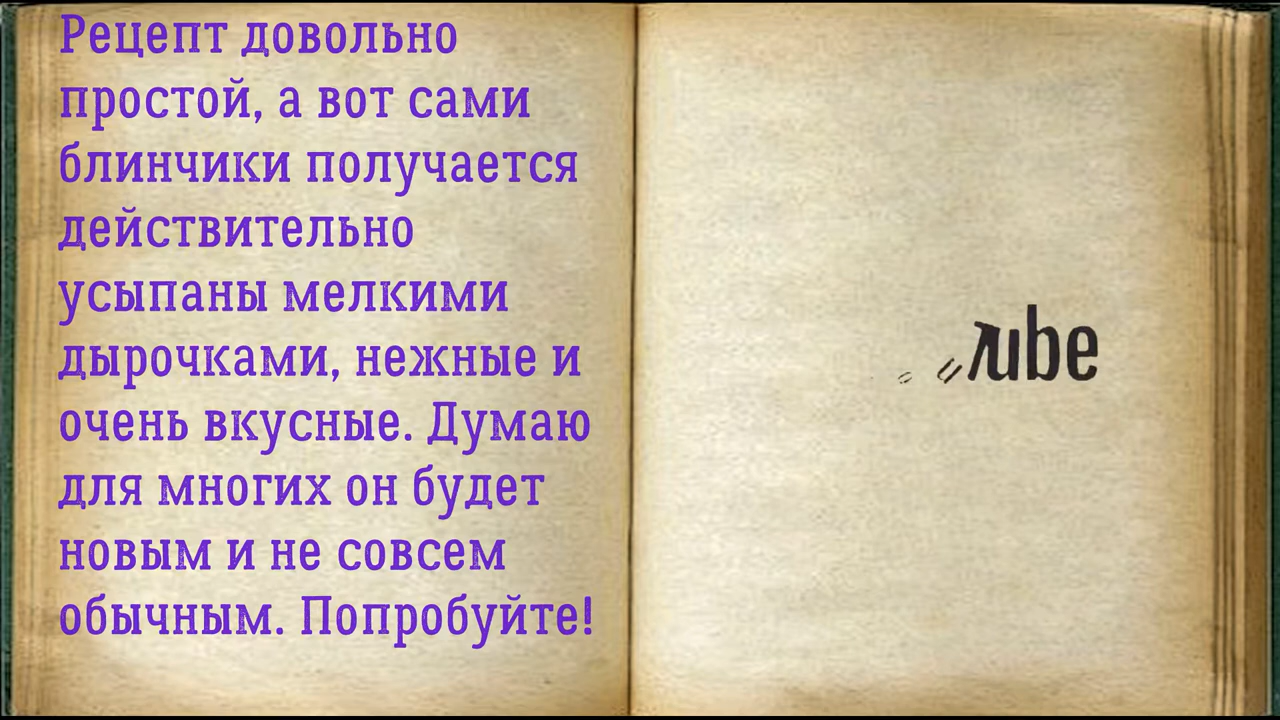 Рецепт довольно
простой, а вот сами
блинчики получается
действительно
усыпаны мелкими
дырочками, нежные и
очень вкусные. Думаю
для многих он будет
новым и не совсем
обычным. Попробуйте!
ube